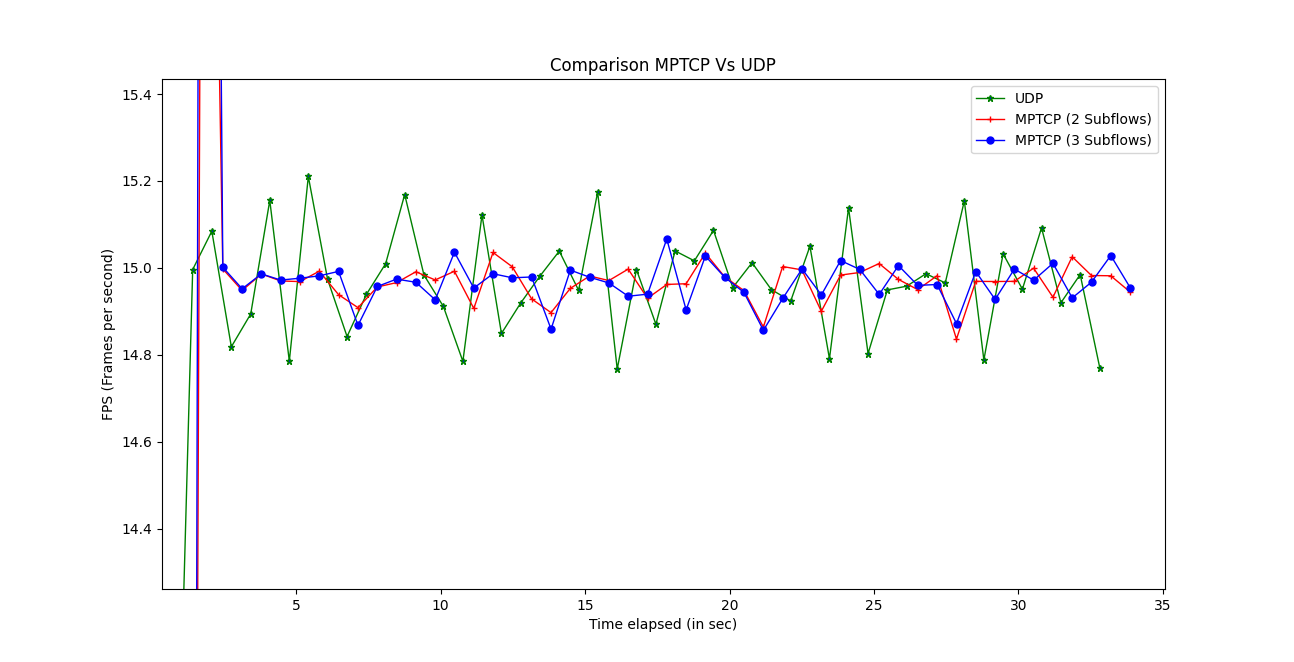 Comparison MPTCP Vs UDP
UDP
MPTCP (2 Subflows)
MPTCP (3 Subflows)
FPS (Frames per second)
15.4
15.2
15.0
14.8
14.6
14.4
5 10 15 20 25 30 35
Time elapsed (in sec)